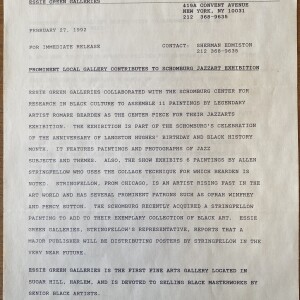 ESSIE GREEN GALLERIES
419A CONVENT AVENUE
NEW YORK, NY 10031
212 368-9635
FEBRUARY 27, 1992
FOR IMMEDIATE RELEASE
CONTACT: SHERMAN EDMISTON
212 368-9635
PROMINENT LOCAL GALLERY CONTRIBUTES TO SCHOMBURG JAZZART EXHIBITION
ESSIE GREEN GALLERIES COLLABORATED WITH THE SCHOMBURG CENTER FOR
RESEARCH IN BLACK CULTURE TO ASSEMBLE 11 PAINTINGS BY LEGENDARY
ARTIST ROMARE BEARDEN AS THE CENTER PIECE FOR THEIR JAZZARTS
EXHIBITION. THE EXHIBITION IS PART OF THE SCHOMBURG'S CELEBRATION
OF THE ANNIVERSARY OF LANGSTON HUGHES' BIRTHDAY AND BLACK HISTORY
MONTH. IT FEATURES PAINTINGS AND PHOTOGRAPHS OF JAZZ
SUBJECTS AND THEMES. ALSO, THE SHOW EXHIBITS 6 PAINTINGS BY ALLEN
STRINGFELLOW WHO USES THE COLLAGE TECHNIQUE FOR WHICH BEARDEN IS
NOTED. STRINGFELLOW, FROM CHICAGO, IS AN ARTIST RISING FAST IN THE
ART WORLD AND HAS SEVERAL PROMINENT PATRONS SUCH AS OPRAH WINFREY
AND PERCY SUTTON. THE SCHOMBURG RECENTLY ACQUIRED A STRINGFELLOW
PAINTING TO ADD TO THEIR EXEMPLARY COLLECTION OF BLACK ART. ESSIE
GREEN GALLERIES, STRINGFELLOW'S REPRESENTATIVE, REPORTS THAT A
MAJOR PUBLISHER WILL BE DISTRIBUTING POSTERS BY STRINGFELLOW IN THE
VERY NEAR FUTURE.
ESSIE GREEN GALLERIES IS THE FIRST FINE ARTS GALLERY LOCATED IN
SUGAR HILL, HARLEM, AND IS DEVOTED TO SELLING BLACK MASTERWORKS BY
SENIOR BLACK ARTISTS.